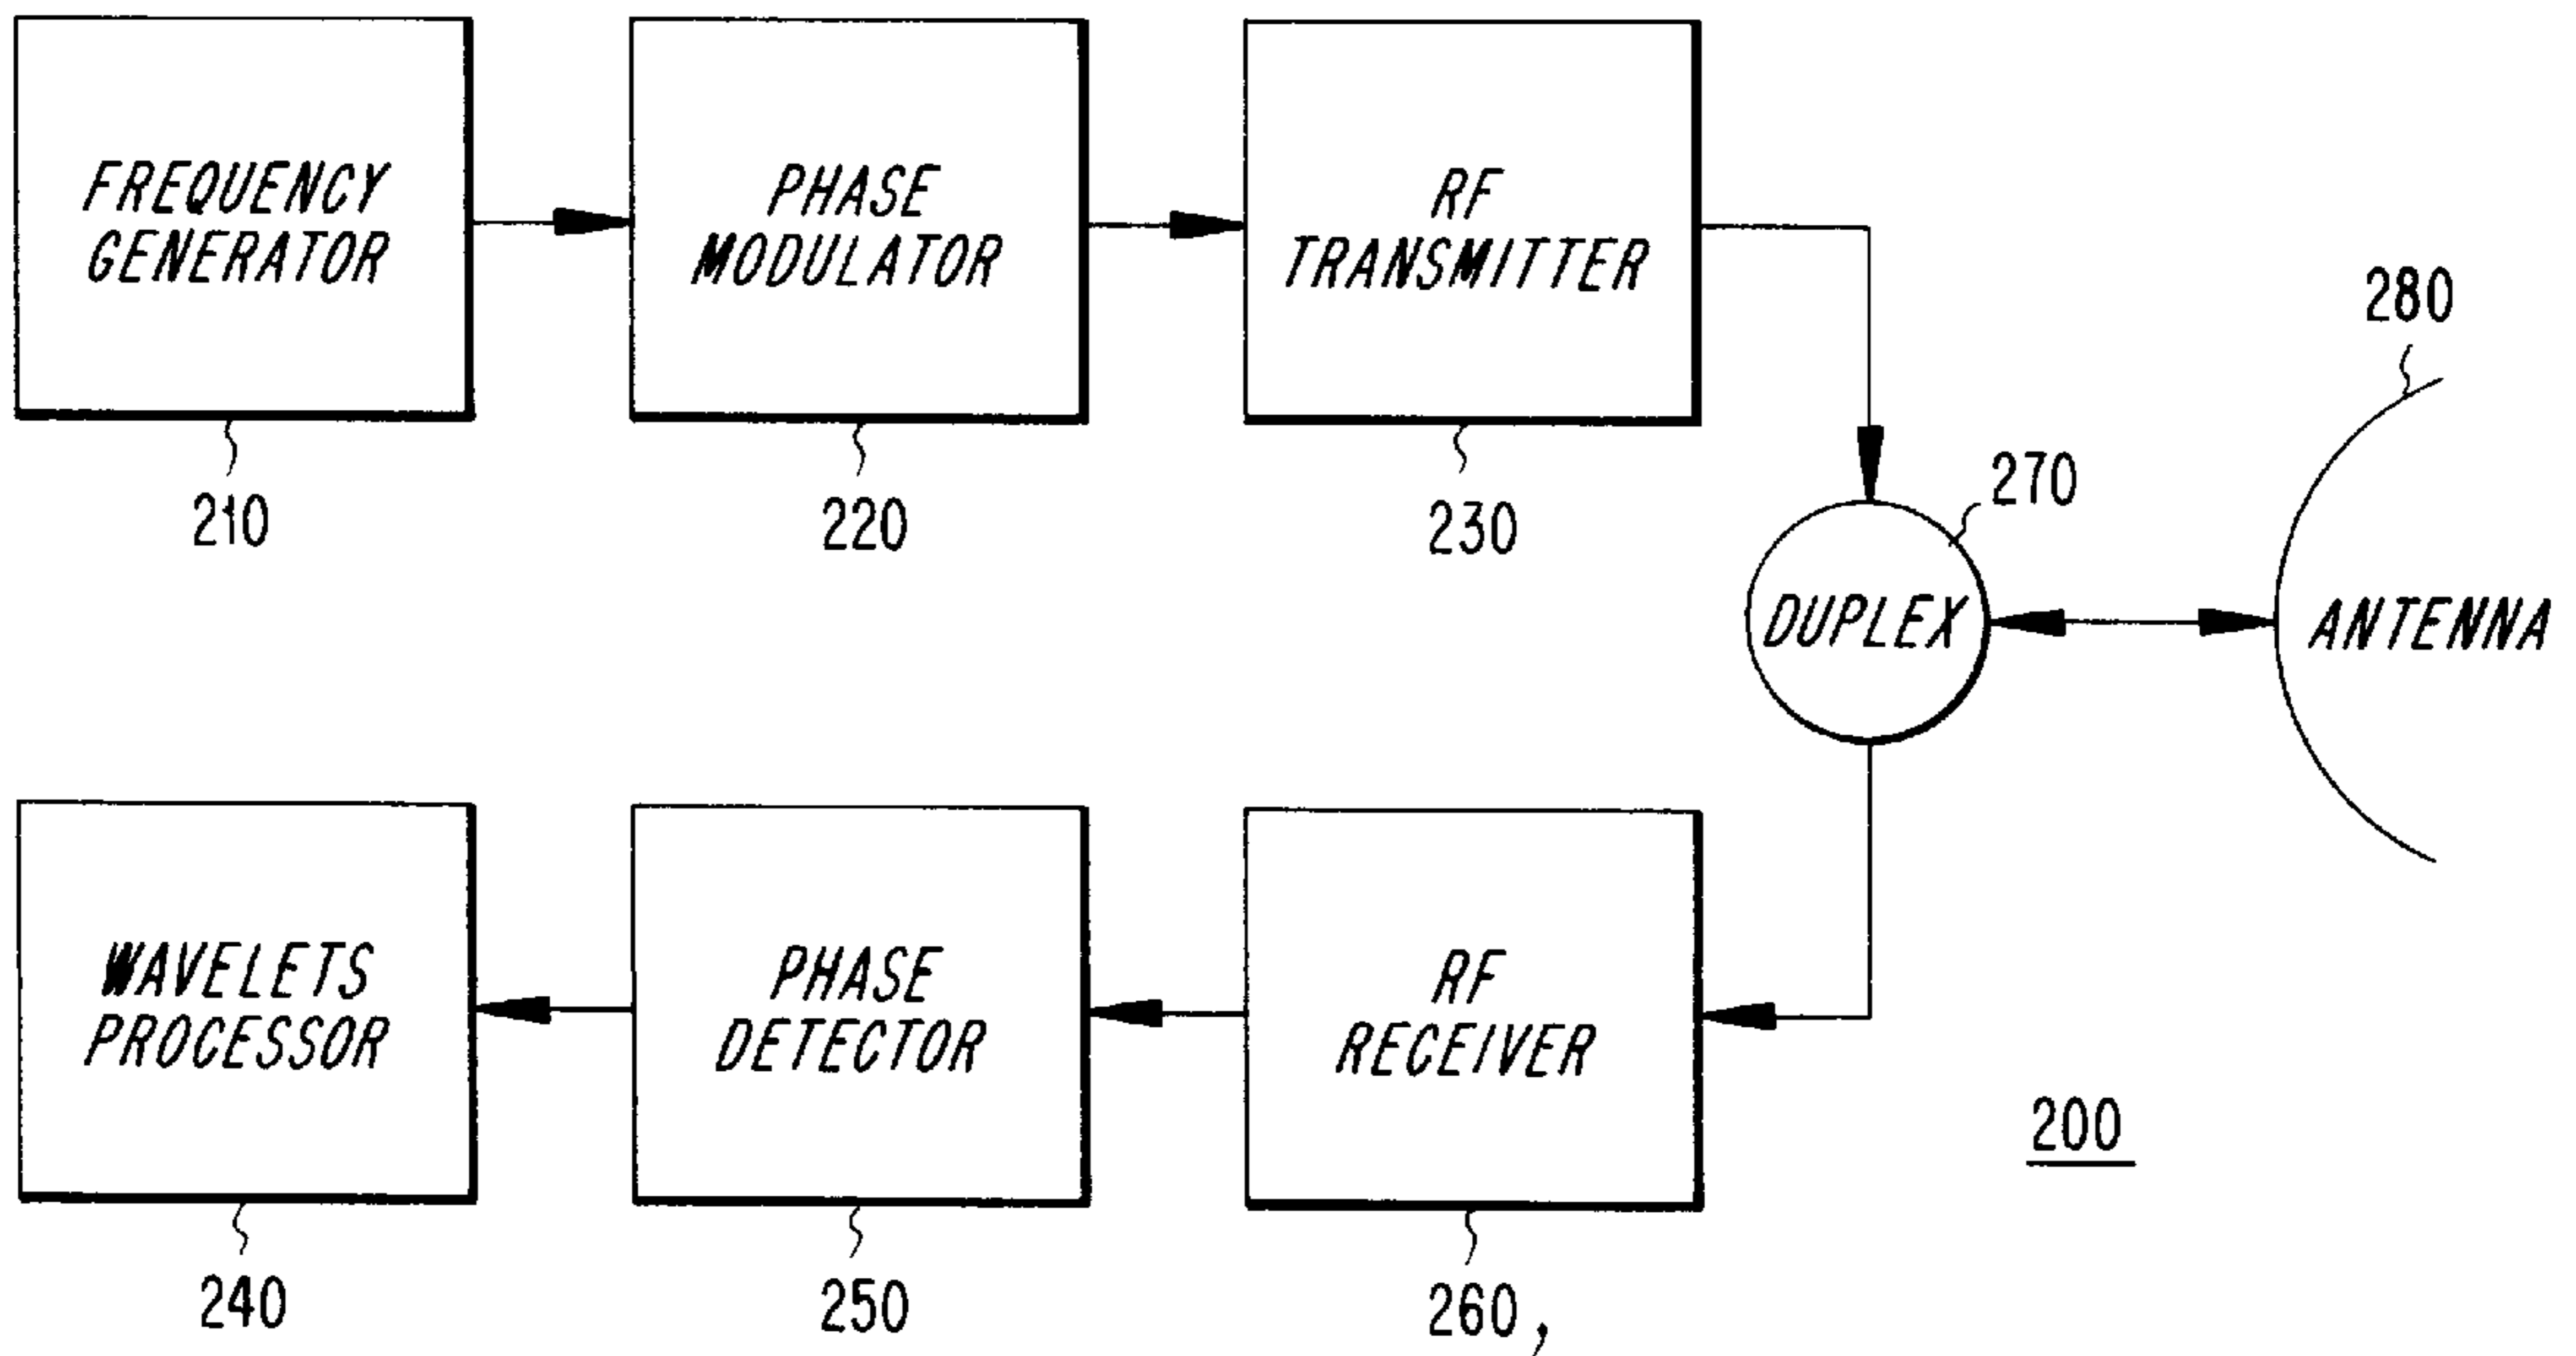 FREQUENCY
GENERATOR
210
PHASE
MODULATOR
220
RF
TRANSMITTER
230
280
270
DUPLEX
ANTENNA
WAVELETS
PROCESSOR
240
PHASE
DETECTOR
250
RF
RECEIVER
260,
200